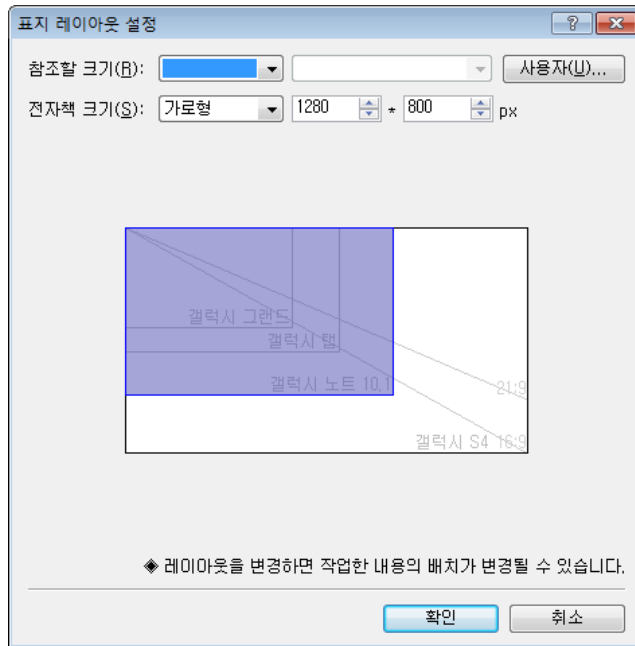 표지 레이아웃 설정
참조할 크기(R): 사용자(U)...
전자책 크기(S): 가로형 1280 * 800 px
갤럭시 그랜드
갤럭시 탭
갤럭시 노트 10.1 21:9
갤럭시 S4 16:9
◈ 레이아웃을 변경하면 작업한 내용의 배치가 변경될 수 있습니다.
확인 취소